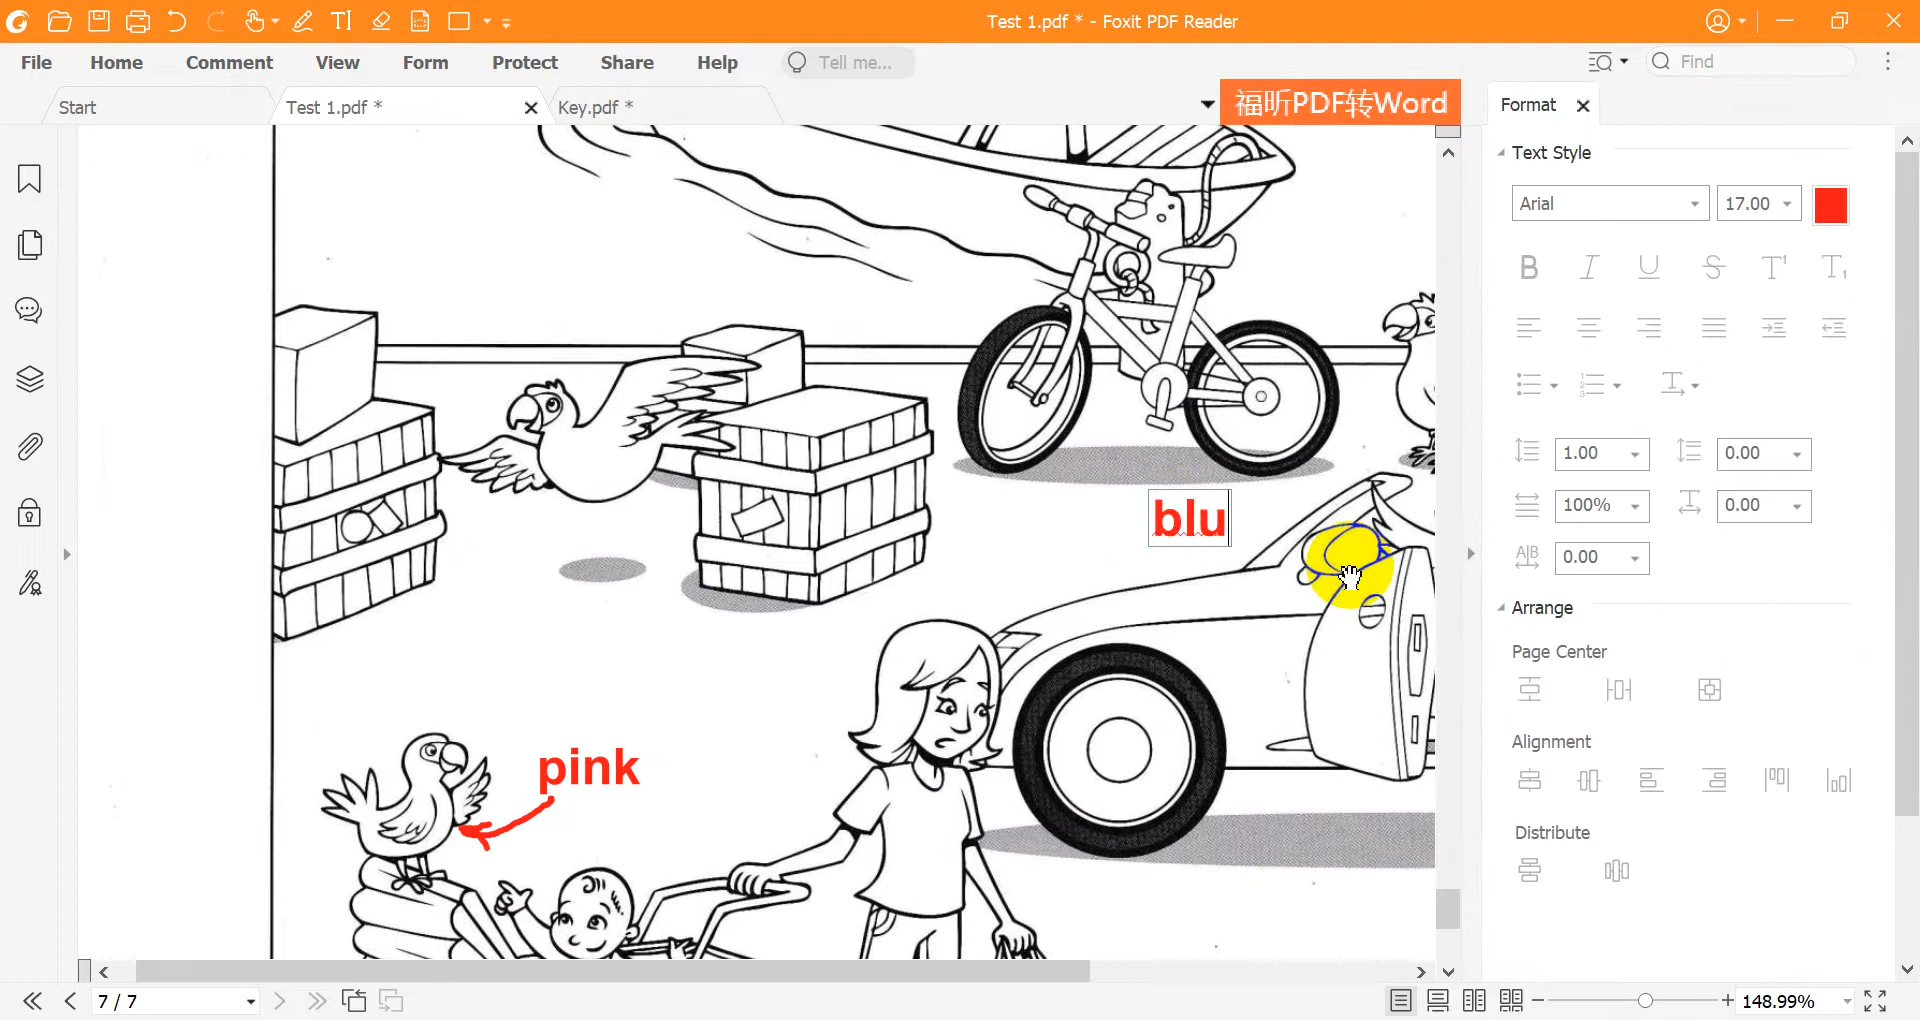 Test 1.pdf * - Foxit PDF Reader
File Home Comment View Form Protect Share Help Tell me... Find
Start Test 1.pdf * Key.pdf * 福昕PDF转Word Format
Text Style
Arial 17.00
1.00 0.00
100% 0.00
0.00
Arrange
Page Center
Alignment
Distribute
blu
pink
7 / 7 148.99%